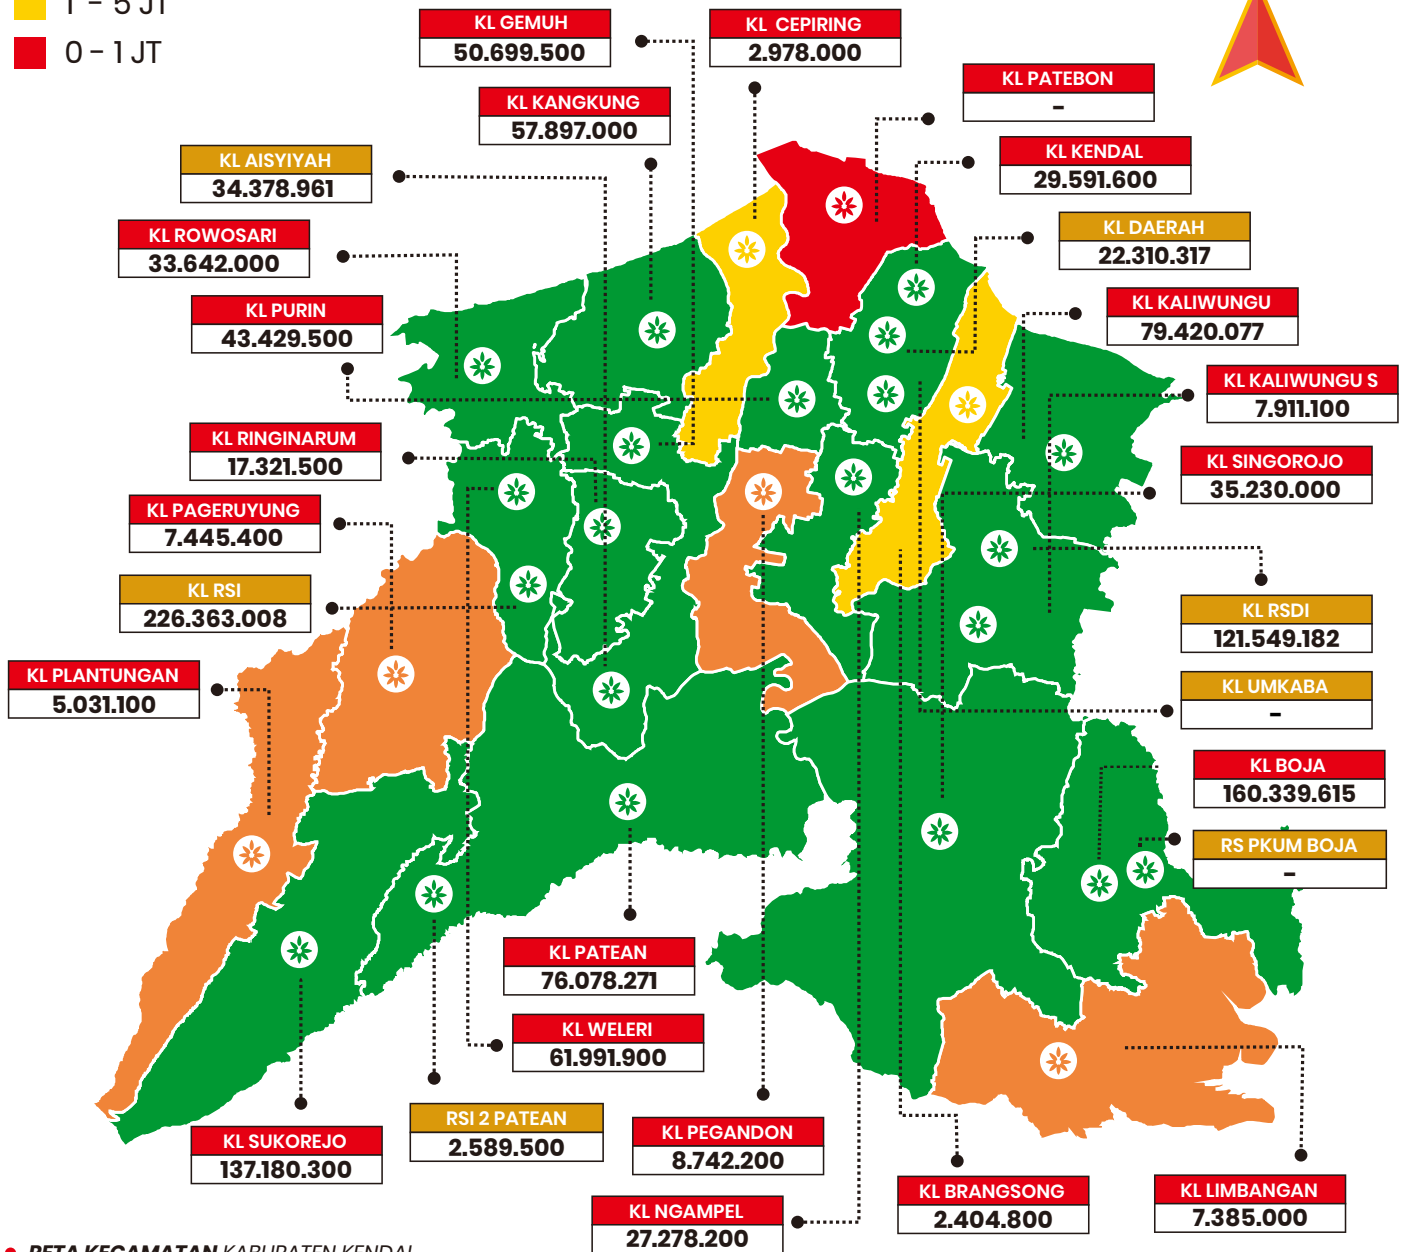 1 - 5 JT
0 - 1 JT
KL GEMUH
50.699.500
KL CEPIRING
2.978.000
KL PATEBON
-
KL KANGKUNG
57.897.000
KL KENDAL
29.591.600
KL AISYIYAH
34.378.961
KL DAERAH
22.310.317
KL ROWOSARI
33.642.000
KL KALIWUNGU
79.420.077
KL PURIN
43.429.500
KL KALIWUNGU S
7.911.100
KL RINGINARUM
17.321.500
KL SINGOROJO
35.230.000
KL PAGERUYUNG
7.445.400
KL RSI
226.363.008
KL RSDI
121.549.182
KL PLANTUNGAN
5.031.100
KL UMKABA
-
KL BOJA
160.339.615
RS PKUM BOJA
-
KL PATEAN
76.078.271
KL WELERI
61.991.900
RSI 2 PATEAN
2.589.500
KL SUKOREJO
137.180.300
KL PEGANDON
8.742.200
KL BRANGSONG
2.404.800
KL LIMBANGAN
7.385.000
KL NGAMPEL
27.278.200
PETA KECAMATAN KABUPATEN KENDAL